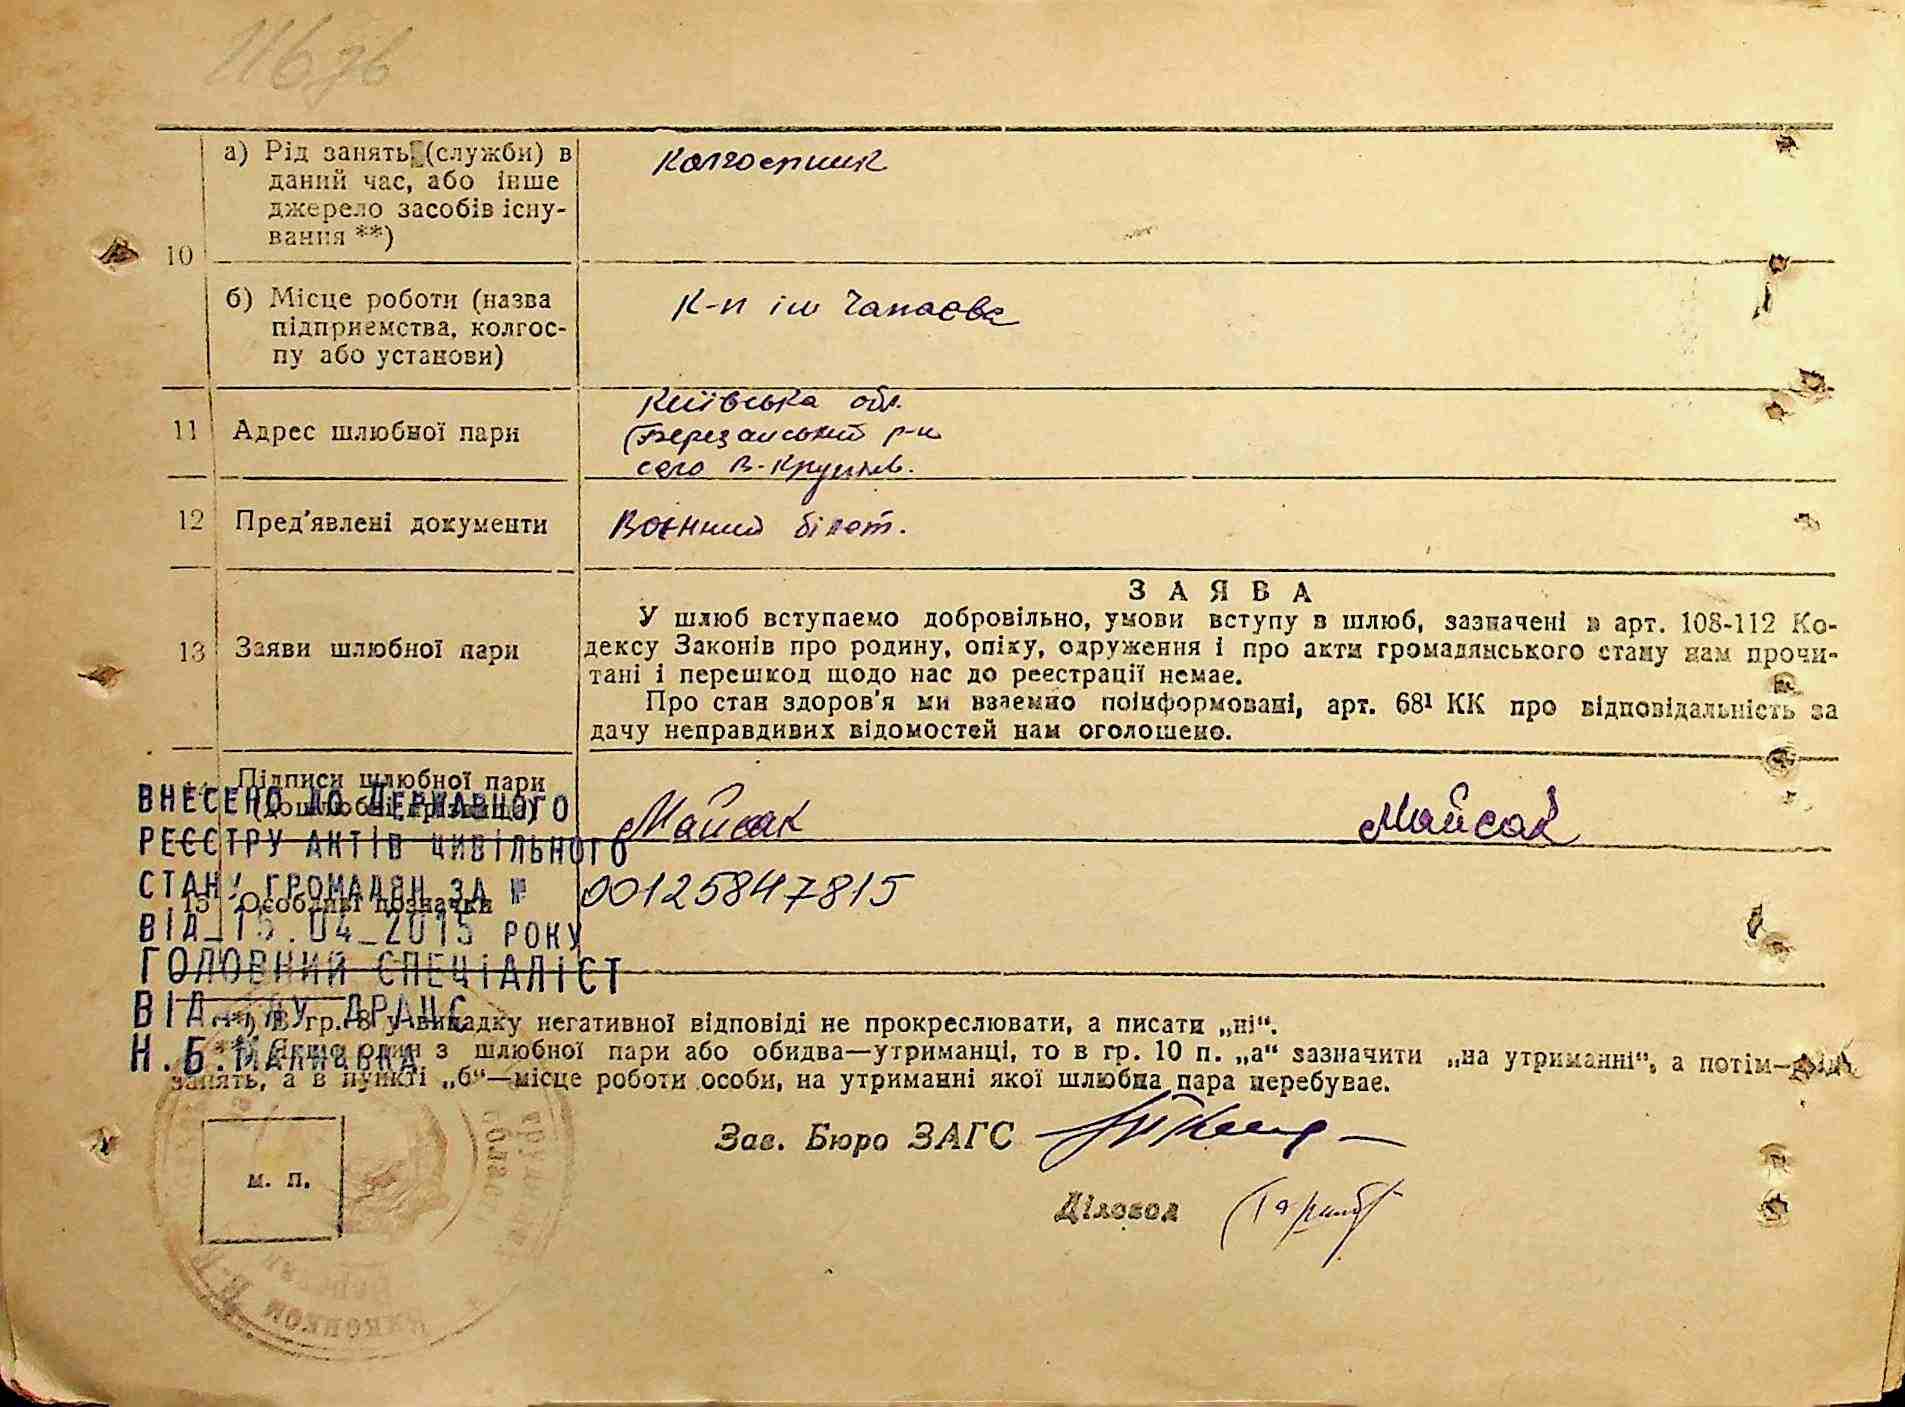 116 зв
а) Рід занять (служби) в
даний час, або інше
джерело засобів існу-
вання **)
колгоспник
10
б) Місце роботи (назва
підприємства, колгос-
пу або установи)
к-п ім Чапаєва
11 Адрес шлюбної пари
Київська обл.
Березанський р-н
село В-Крупів.
12 Пред'явлені документи
Воєнний білет.
13 Заяви шлюбної пари
ЗАЯВА
У шлюб вступаємо добровільно, умови вступу в шлюб, зазначені в арт. 108-112 Ко-
дексу Законів про родину, опіку, одруження і про акти громадянського стану нам прочи-
тані і перешкод щодо нас до реєстрації немає.
Про стан здоров'я ми взаємно поінформовані, арт. 68¹ КК про відповідальність за
дачу неправдивих відомостей нам оголошено.
Підписи шлюбної пари
(дошлюбні прізвища)
Майсак Майсак
ВНЕСЕНО ДО ДЕРЖАВНОГО
РЕЄСТРУ АКТІВ ЦИВІЛЬНОГО
СТАНУ ГРОМАДЯН ЗА № 00125847815
15 Особливі позначки
ВІД 15.04 2015 РОКУ
ГОЛОВНИЙ СПЕЦІАЛІСТ
ВІДДІЛУ ДРАЦС
Н.Б.МАЛИЧЕВКА
*) В гр. 8 у випадку негативної відповіді не прокреслювати, а писати „ні“.
**) Якщо один з шлюбної пари або обидва—утриманці, то в гр. 10 п. „а“ зазначити „на утриманні“, а потім—рід
занять, а в пункті „б“—місце роботи особи, на утриманні якої шлюбна пара перебуває.
Зав. Бюро ЗАГС
м. п.
Діловод